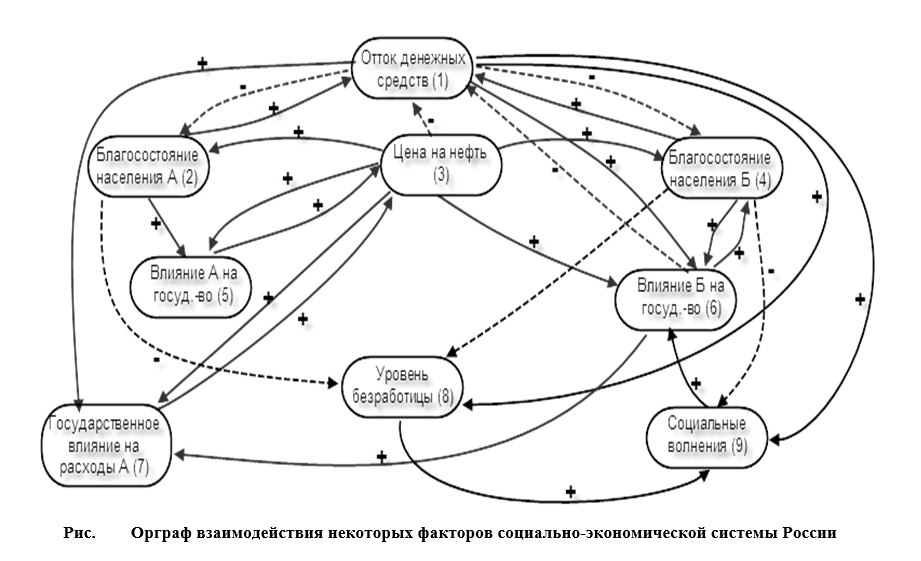 Отток денежных
средств (1)
Благосостояние
населения А (2)
Цена на нефть
(3)
Благосостояние
населения Б (4)
Влияние А на
госуд.-во (5)
Влияние Б на
госуд.-во (6)
Государственное
влияние на
расходы А (7)
Уровень
безработицы (8)
Социальные
волнения (9)
+
-
+
+
-
+
+
-
+
+
-
+
+
+
+
+
+
+
-
+
+
+
-
+
+
+
Рис. Орграф взаимодействия некоторых факторов социально-экономической системы России